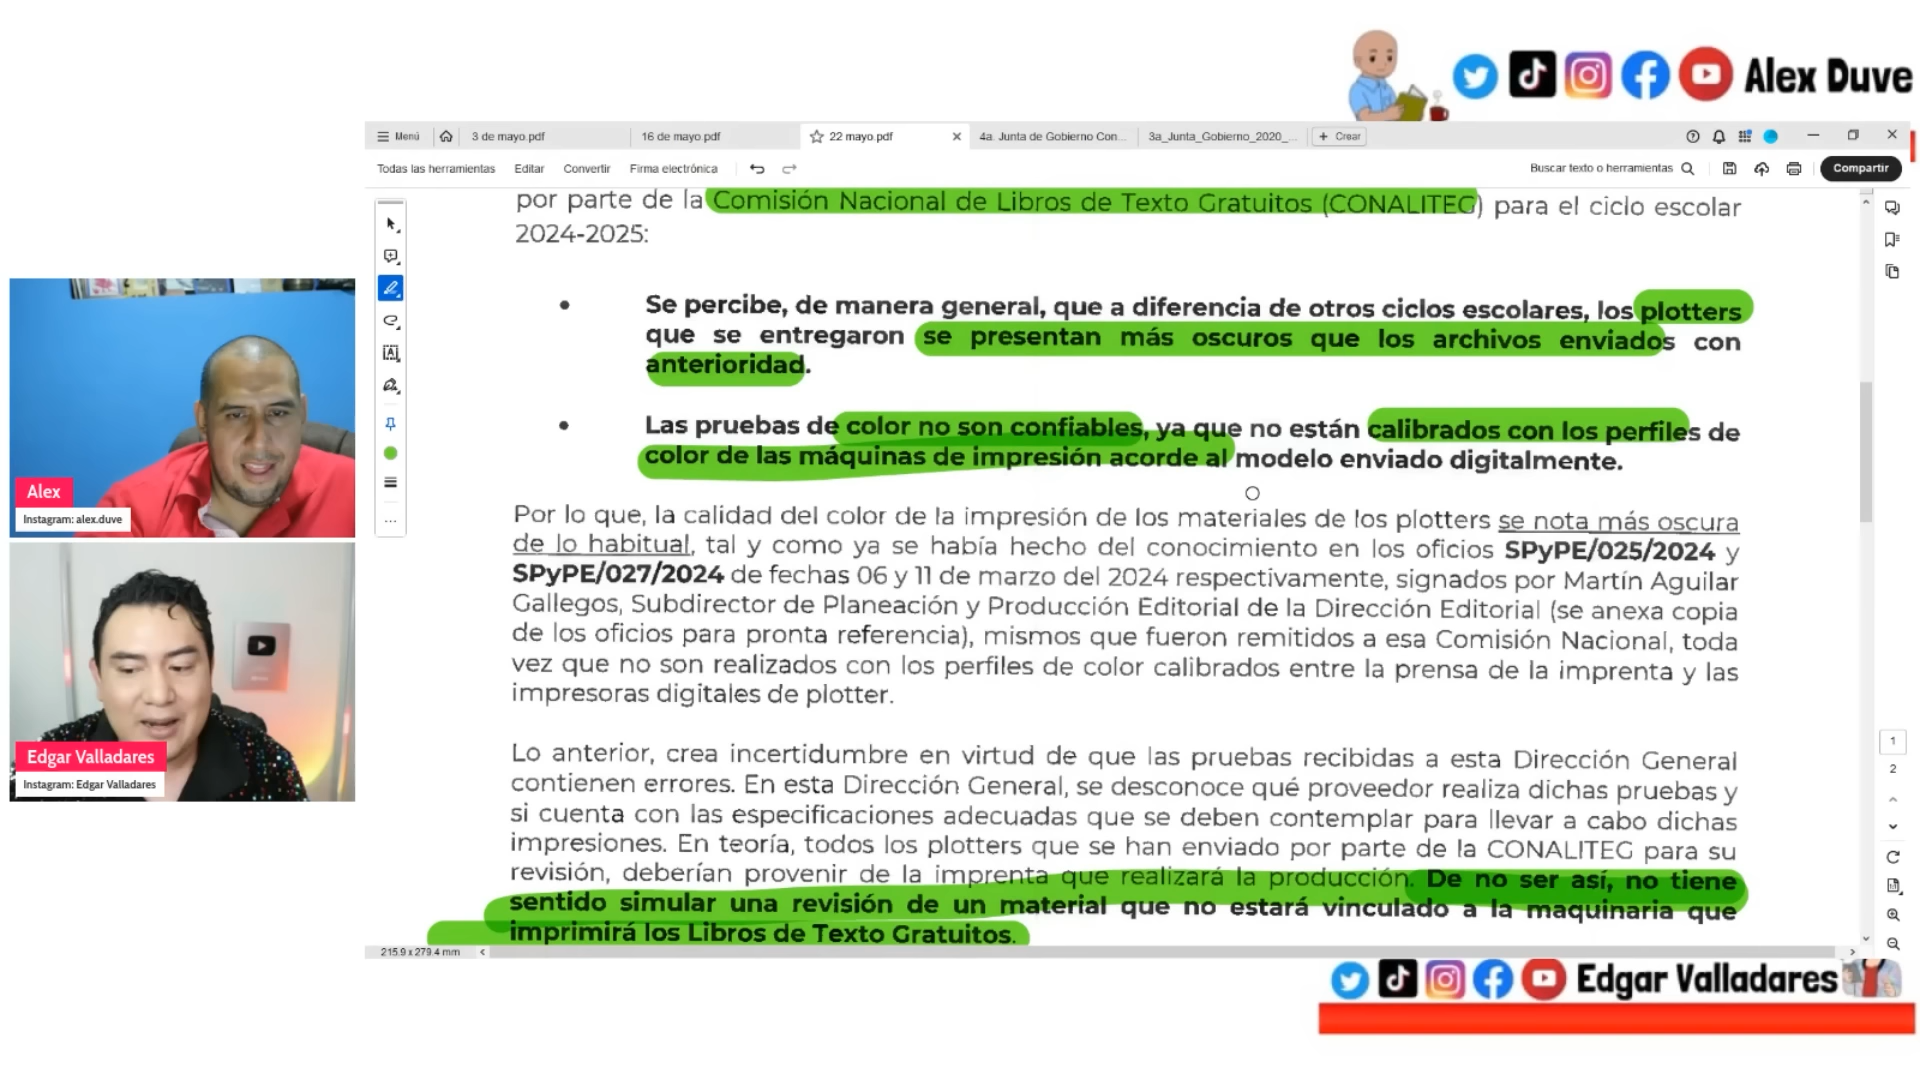 Alex Duve
Menú
3 de mayo.pdf
16 de mayo.pdf
22 mayo.pdf
4a. Junta de Gobierno Con...
3a_Junta_Gobierno_2020_...
+ Crear
Todas las herramientas
Editar
Convertir
Firma electrónica
Buscar texto o herramientas
Compartir
por parte de la Comisión Nacional de Libros de Texto Gratuitos (CONALITEG) para el ciclo escolar
2024-2025:
• Se percibe, de manera general, que a diferencia de otros ciclos escolares, los plotters
que se entregaron se presentan más oscuros que los archivos enviados con
anterioridad.
• Las pruebas de color no son confiables, ya que no están calibrados con los perfiles de
color de las máquinas de impresión acorde al modelo enviado digitalmente.
Por lo que, la calidad del color de la impresión de los materiales de los plotters se nota más oscura
de lo habitual, tal y como ya se había hecho del conocimiento en los oficios SPyPE/025/2024 y
SPyPE/027/2024 de fechas 06 y 11 de marzo del 2024 respectivamente, signados por Martín Aguilar
Gallegos, Subdirector de Planeación y Producción Editorial de la Dirección Editorial (se anexa copia
de los oficios para pronta referencia), mismos que fueron remitidos a esa Comisión Nacional, toda
vez que no son realizados con los perfiles de color calibrados entre la prensa de la imprenta y las
impresoras digitales de plotter.
Lo anterior, crea incertidumbre en virtud de que las pruebas recibidas a esta Dirección General
contienen errores. En esta Dirección General, se desconoce qué proveedor realiza dichas pruebas y
si cuenta con las especificaciones adecuadas que se deben contemplar para llevar a cabo dichas
impresiones. En teoría, todos los plotters que se han enviado por parte de la CONALITEG para su
revisión, deberían provenir de la imprenta que realizará la producción. De no ser así, no tiene
sentido simular una revisión de un material que no estará vinculado a la maquinaria que
imprimirá los Libros de Texto Gratuitos.
215.9 x 279.4 mm
1
2
Alex
Instagram: alex.duve
Edgar Valladares
Instagram: Edgar Valladares
Edgar Valladares